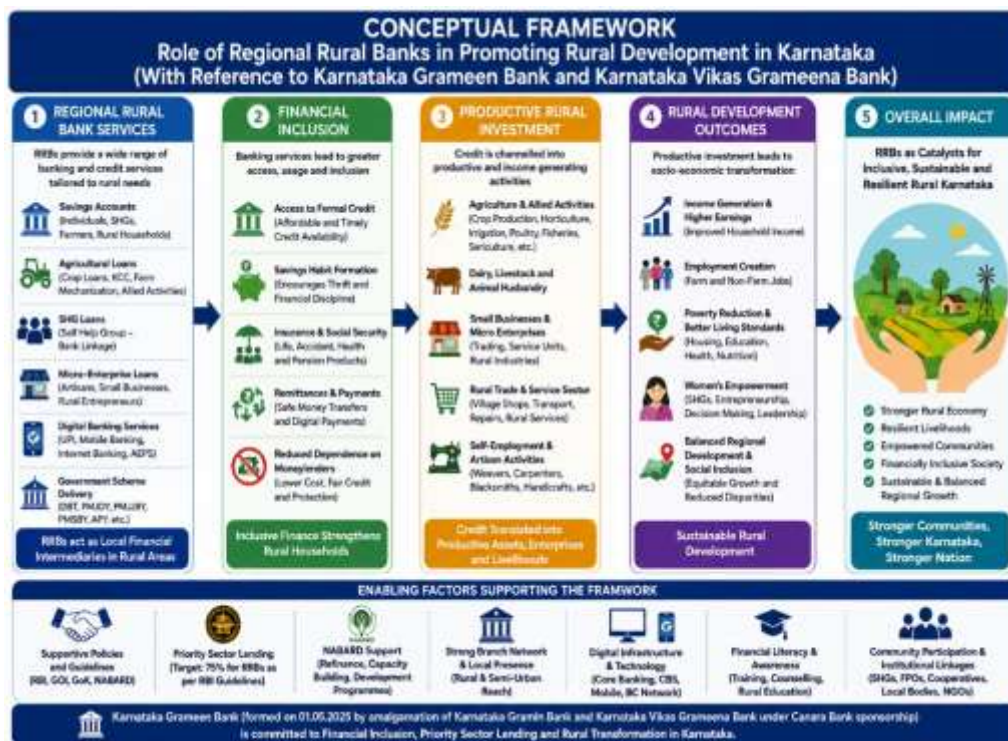 CONCEPTUAL FRAMEWORK
Role of Regional Rural Banks in Promoting Rural Development in Karnataka
(With Reference to Karnataka Grameen Bank and Karnataka Vikas Grameena Bank)
1 REGIONAL RURAL
BANK SERVICES
RRBs provide a wide range of
banking and credit services
tailored to rural needs
Savings Accounts
(Individuals, SHGs,
Farmers, Rural Households)
Agricultural Loans
(Crop Loans, KCC, Farm
Mechanization, Allied Activities)
SHG Loans
(Self Help Group –
Bank Linkage)
Micro-Enterprise Loans
(Artisans, Small Businesses,
Rural Entrepreneurs)
Digital Banking Services
(UPI, Mobile Banking,
Internet Banking, AEPS)
Government Scheme
Delivery
(DBT, PMJDY, PMJJBY,
PMSBY, APY etc.)
RRBs act as Local Financial
Intermediaries in Rural Areas
2 FINANCIAL
INCLUSION
Banking services lead to greater
access, usage and inclusion
Access to Formal Credit
(Affordable and Timely
Credit Availability)
Savings Habit Formation
(Encourages Thrift and
Financial Discipline)
Insurance & Social Security
(Life, Accident, Health
and Pension Products)
Remittances & Payments
(Safe Money Transfers
and Digital Payments)
Reduced Dependence on
Moneylenders
(Lower Cost, Fair Credit
and Protection)
Inclusive Finance Strengthens
Rural Households
3 PRODUCTIVE RURAL
INVESTMENT
Credit is channelled into
productive and income generating
activities
Agriculture & Allied Activities
(Crop Production, Horticulture,
Irrigation, Poultry, Fisheries,
Sericulture, etc.)
Dairy, Livestock and
Animal Husbandry
Small Businesses &
Micro Enterprises
(Trading, Service Units,
Rural Industries)
Rural Trade & Service Sector
(Village Shops, Transport,
Repairs, Rural Services)
Self-Employment &
Artisan Activities
(Weavers, Carpenters,
Blacksmiths, Handicrafts, etc.)
Credit Translated into
Productive Assets, Enterprises
and Livelihoods
4 RURAL DEVELOPMENT
OUTCOMES
Productive investment leads to
socio-economic transformation
Income Generation &
Higher Earnings
(Improved Household Income)
Employment Creation
(Farm and Non-Farm Jobs)
Poverty Reduction &
Better Living Standards
(Housing, Education,
Health, Nutrition)
Women's Empowerment
(SHGs, Entrepreneurship,
Decision Making, Leadership)
Balanced Regional
Development &
Social Inclusion
(Equitable Growth and
Reduced Disparities)
Sustainable Rural
Development
5 OVERALL IMPACT
RRBs as Catalysts for
Inclusive, Sustainable and
Resilient Rural Karnataka
Stronger Rural Economy
Resilient Livelihoods
Empowered Communities
Financially Inclusive Society
Sustainable & Balanced
Regional Growth
Stronger Communities,
Stronger Karnataka,
Stronger Nation
ENABLING FACTORS SUPPORTING THE FRAMWORK
Supportive Policies
and Guidelines
(RBI, GOI, GoK, NABARD)
Priority Sector Lending
(Target: 75% for RRBs as
per RBI Guidelines)
NABARD
NABARD Support
(Refinance, Capacity
Building, Development
Programmes)
Strong Branch Network
& Local Presence
(Rural & Semi-Urban
Reach)
Digital Infrastructure
& Technology
(Core Banking, CBS,
Mobile, BC Network)
Financial Literacy &
Awareness
(Training, Counselling,
Rural Education)
Community Participation &
Institutional Linkages
(SHGs, FPOs, Cooperatives,
Local Bodies, NGOs)
Karnataka Grameen Bank (formed on 01.05.2025 by amalgamation of Karnataka Gramin Bank and Karnataka Vikas Grameena Bank under Canara Bank sponsorship)
is committed to Financial Inclusion, Priority Sector Lending and Rural Transformation in Karnataka.